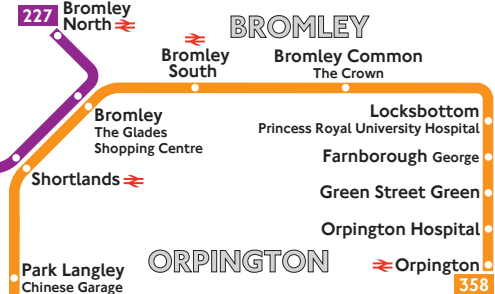 227
Bromley
North
BROMLEY
Bromley
South
Bromley Common
The Crown
Bromley
The Glades
Shopping Centre
Locksbottom
Princess Royal University Hospital
Farnborough George
Shortlands
Green Street Green
Orpington Hospital
ORPINGTON
Orpington
Park Langley
Chinese Garage
358